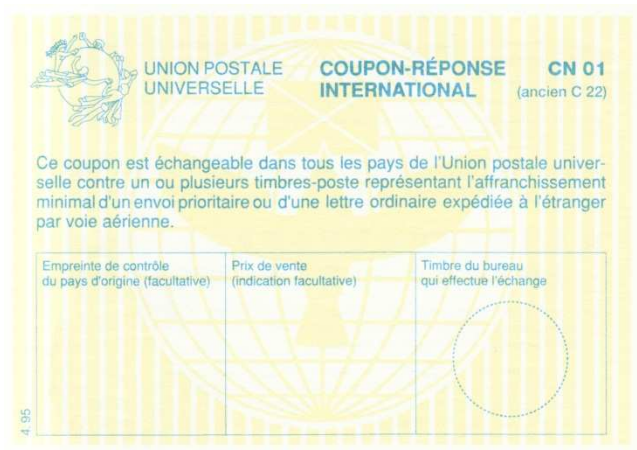 UNION POSTALE
UNIVERSELLE
COUPON-RÉPONSE
INTERNATIONAL
CN 01
(ancien C 22)
Ce coupon est échangeable dans tous les pays de l'Union postale univer-
selle contre un ou plusieurs timbres-poste représentant l'affranchissement
minimal d'un envoi prioritaire ou d'une lettre ordinaire expédiée à l'étranger
par voie aérienne.
Empreinte de contrôle
du pays d'origine (facultative)
Prix de vente
(indication facultative)
Timbre du bureau
qui effectue l'échange
4. 95